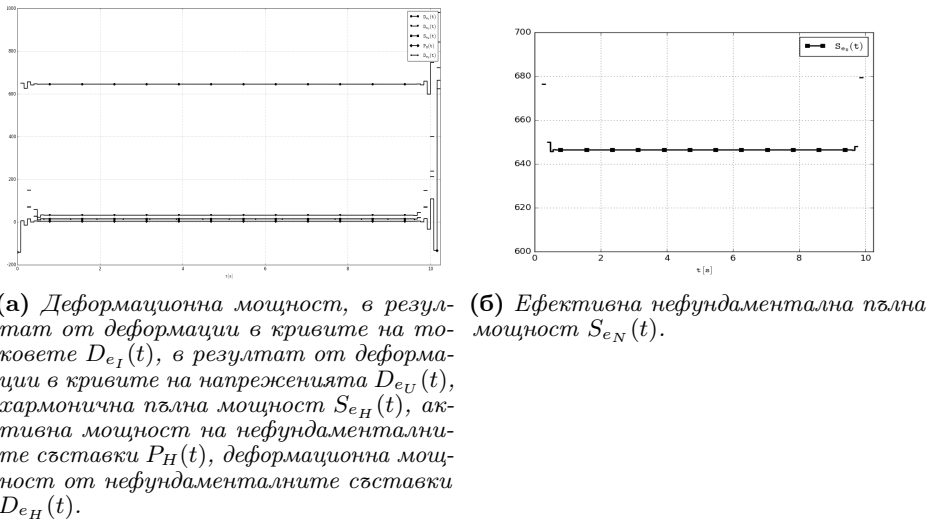 1000
800
600
400
200
0
-200
0
2
4
6
8
10
t[s]
700
680
660
640
620
600
0
2
4
6
8
10
t[s]
S_{e_N}(t)
(а) Деформационна мощност, в резул-
тат от деформации в кривите на то-
ковете D_{e_I}(t), в резултат от деформа-
ции в кривите на напреженията D_{e_U}(t),
хармонична пълна мощност S_{e_H}(t), ак-
тивна мощност на нефундаментални-
те съставки P_H(t), деформационна мощ-
ност от нефундаменталните съставки
D_{e_H}(t).
(б) Ефективна нефундаментална пълна
мощност S_{e_N}(t).